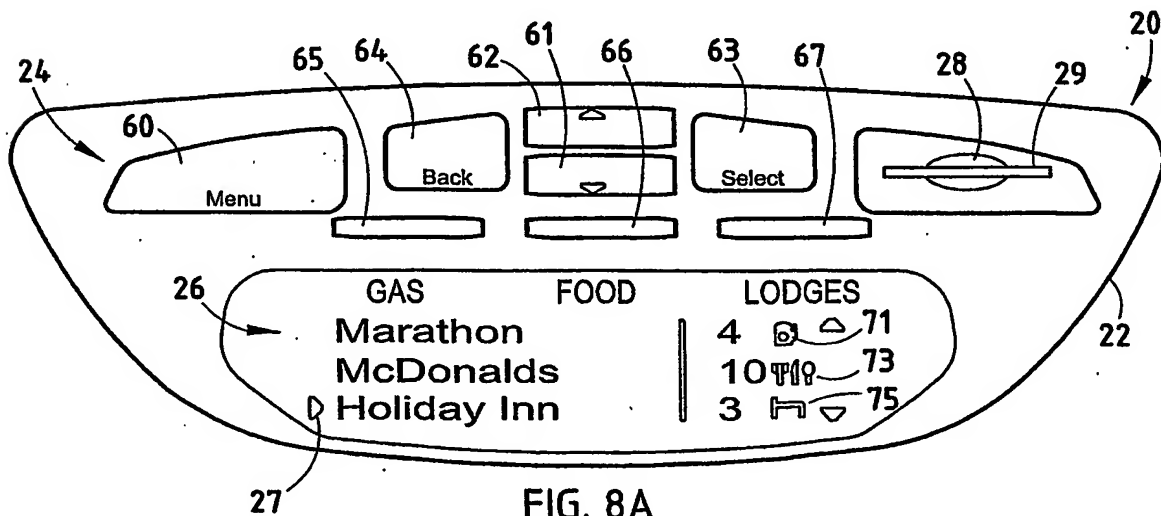 20
61
64
62
66
63
67
28
29
65
24
60
Menu
Back
Select
GAS FOOD LODGES
26
Marathon 4 71
22
McDonalds 10 73
Holiday Inn 3 75
27
FIG. 8A